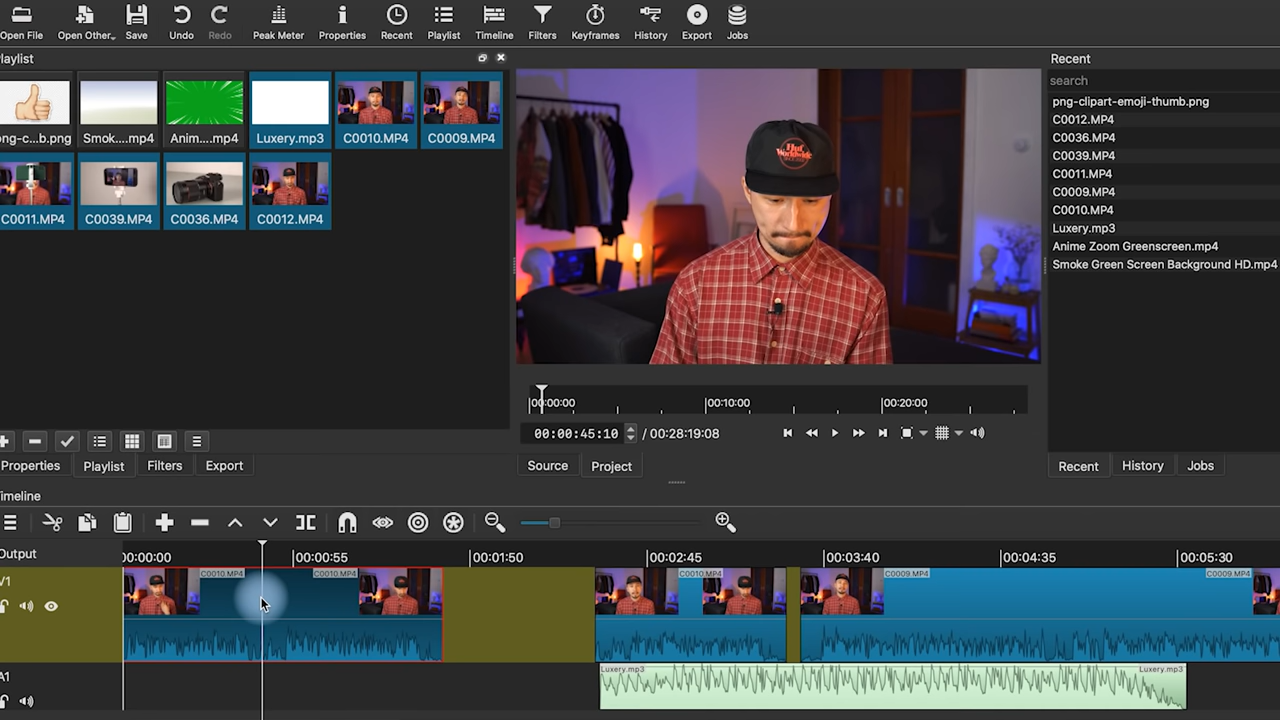 Open File
Open Other
Save
Undo
Redo
Peak Meter
Properties
Recent
Playlist
Timeline
Filters
Keyframes
History
Export
Jobs
laylist
ong-c...b.png
Smok....mp4
Anim....mp4
Luxery.mp3
C0010.MP4
C0009.MP4
C0011.MP4
C0039.MP4
C0036.MP4
C0012.MP4
Properties
Playlist
Filters
Export
Huf
Worldwide
00:00:00
00:10:00
00:20:00
00:00:45:10
/ 00:28:19:08
Source
Project
Recent
search
png-clipart-emoji-thumb.png
C0012.MP4
C0036.MP4
C0039.MP4
C0011.MP4
C0009.MP4
C0010.MP4
Luxery.mp3
Anime Zoom Greenscreen.mp4
Smoke Green Screen Background HD.mp4
Recent
History
Jobs
Timeline
Output
00:00:00
00:00:55
00:01:50
00:02:45
00:03:40
00:04:35
00:05:30
V1
C0010.MP4
C0010.MP4
C0010.MP4
C0009.MP4
C0009.MP4
A1
Luxery.mp3
Luxery.mp3